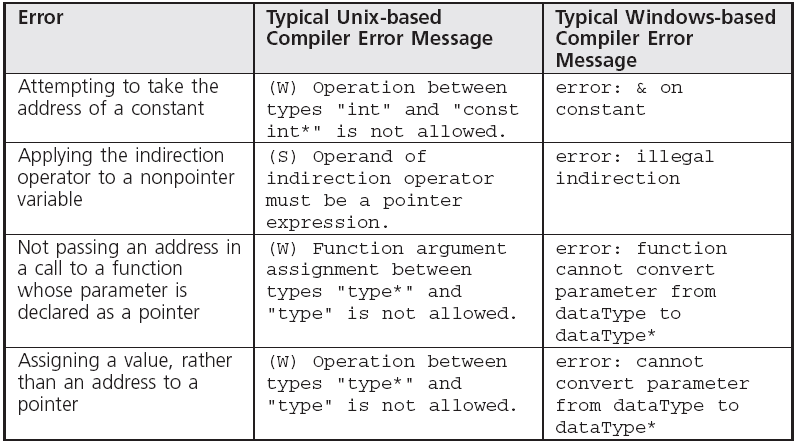 Error
Typical Unix-based
Compiler Error Message
Typical Windows-based
Compiler Error
Message
Attempting to take the
address of a constant
(W) Operation between
types "int" and "const
int*" is not allowed.
error: & on
constant
Applying the indirection
operator to a nonpointer
variable
(S) Operand of
indirection operator
must be a pointer
expression.
error: illegal
indirection
Not passing an address in
a call to a function
whose parameter is
declared as a pointer
(W) Function argument
assignment between
types "type*" and
"type" is not allowed.
error: function
cannot convert
parameter from
dataType to
dataType*
Assigning a value, rather
than an address to a
pointer
(W) Operation between
types "type*" and
"type" is not allowed.
error: cannot
convert parameter
from dataType to
dataType*